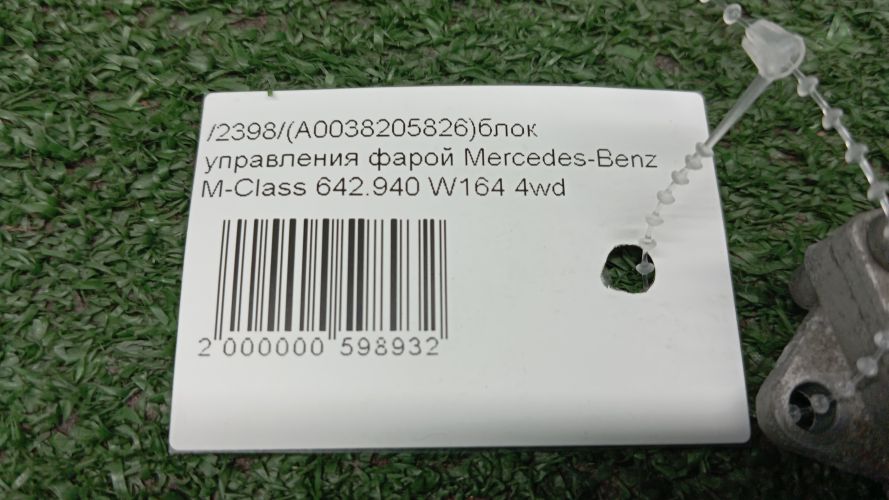 /2398/(A0038205826)блок
управления фарой Mercedes-Benz
M-Class 642.940 W164 4wd
2 000000 598932